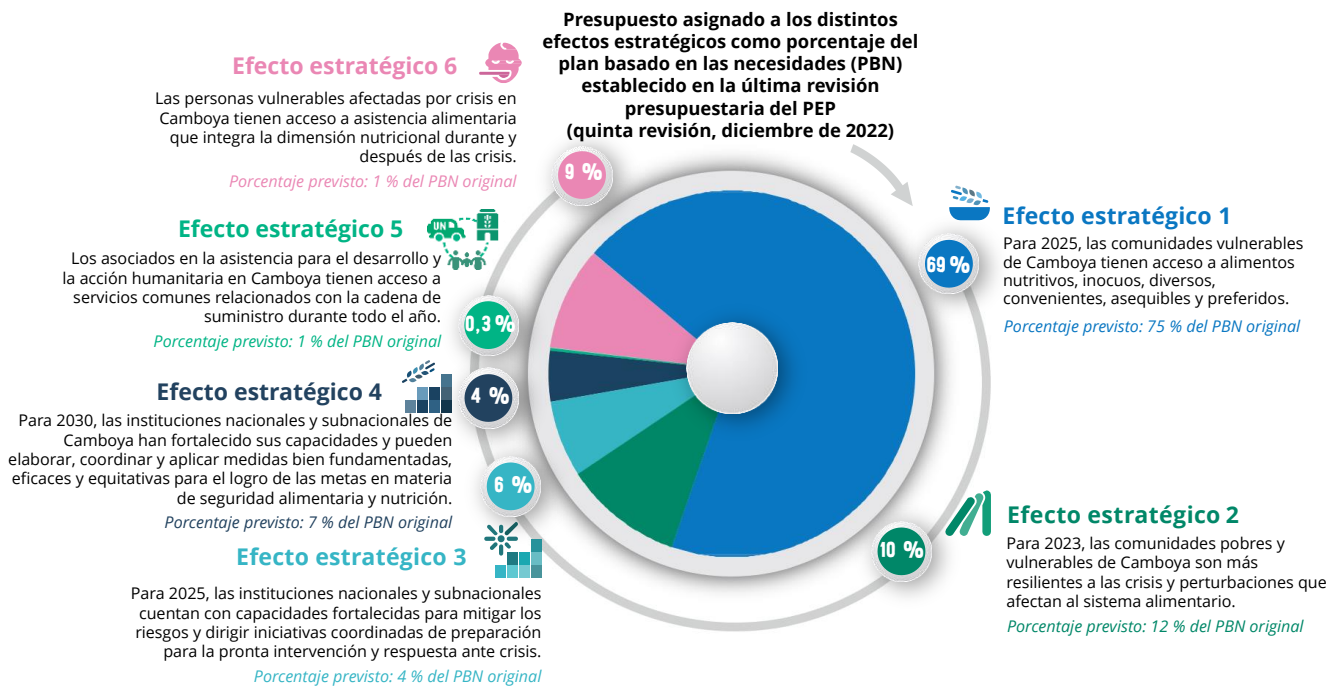 Presupuesto asignado a los distintos
efectos estratégicos como porcentaje del
plan basado en las necesidades (PBN)
establecido en la última revisión
presupuestaria del PEP
(quinta revisión, diciembre de 2022)
Efecto estratégico 6
Las personas vulnerables afectadas por crisis en
Camboya tienen acceso a asistencia alimentaria
que integra la dimensión nutricional durante y
después de las crisis.
Porcentaje previsto: 1 % del PBN original
9 %
Efecto estratégico 5
UN
Los asociados en la asistencia para el desarrollo y
la acción humanitaria en Camboya tienen acceso a
servicios comunes relacionados con la cadena de
suministro durante todo el año.
Porcentaje previsto: 1 % del PBN original
0,3 %
Efecto estratégico 4
Para 2030, las instituciones nacionales y subnacionales de
Camboya han fortalecido sus capacidades y pueden
elaborar, coordinar y aplicar medidas bien fundamentadas,
eficaces y equitativas para el logro de las metas en materia
de seguridad alimentaria y nutrición.
Porcentaje previsto: 7 % del PBN original
4 %
Efecto estratégico 3
Para 2025, las instituciones nacionales y subnacionales
cuentan con capacidades fortalecidas para mitigar los
riesgos y dirigir iniciativas coordinadas de preparación
para la pronta intervención y respuesta ante crisis.
Porcentaje previsto: 4 % del PBN original
6 %
Efecto estratégico 1
Para 2025, las comunidades vulnerables
de Camboya tienen acceso a alimentos
nutritivos, inocuos, diversos,
convenientes, asequibles y preferidos.
Porcentaje previsto: 75 % del PBN original
69 %
Efecto estratégico 2
Para 2023, las comunidades pobres y
vulnerables de Camboya son más
resilientes a las crisis y perturbaciones que
afectan al sistema alimentario.
Porcentaje previsto: 12 % del PBN original
10 %